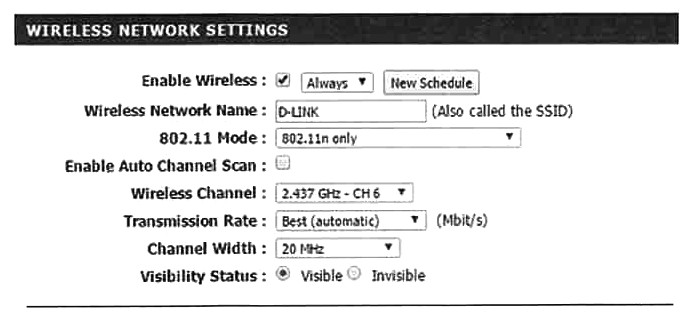 WIRELESS NETWORK SETTINGS
Enable Wireless : Always New Schedule
Wireless Network Name : D-LINK (Also called the SSID)
802.11 Mode : 802.11n only
Enable Auto Channel Scan :
Wireless Channel : 2.437 GHz - CH 6
Transmission Rate : Best (automatic) (Mbit/s)
Channel Width : 20 MHz
Visibility Status : Visible Invisible